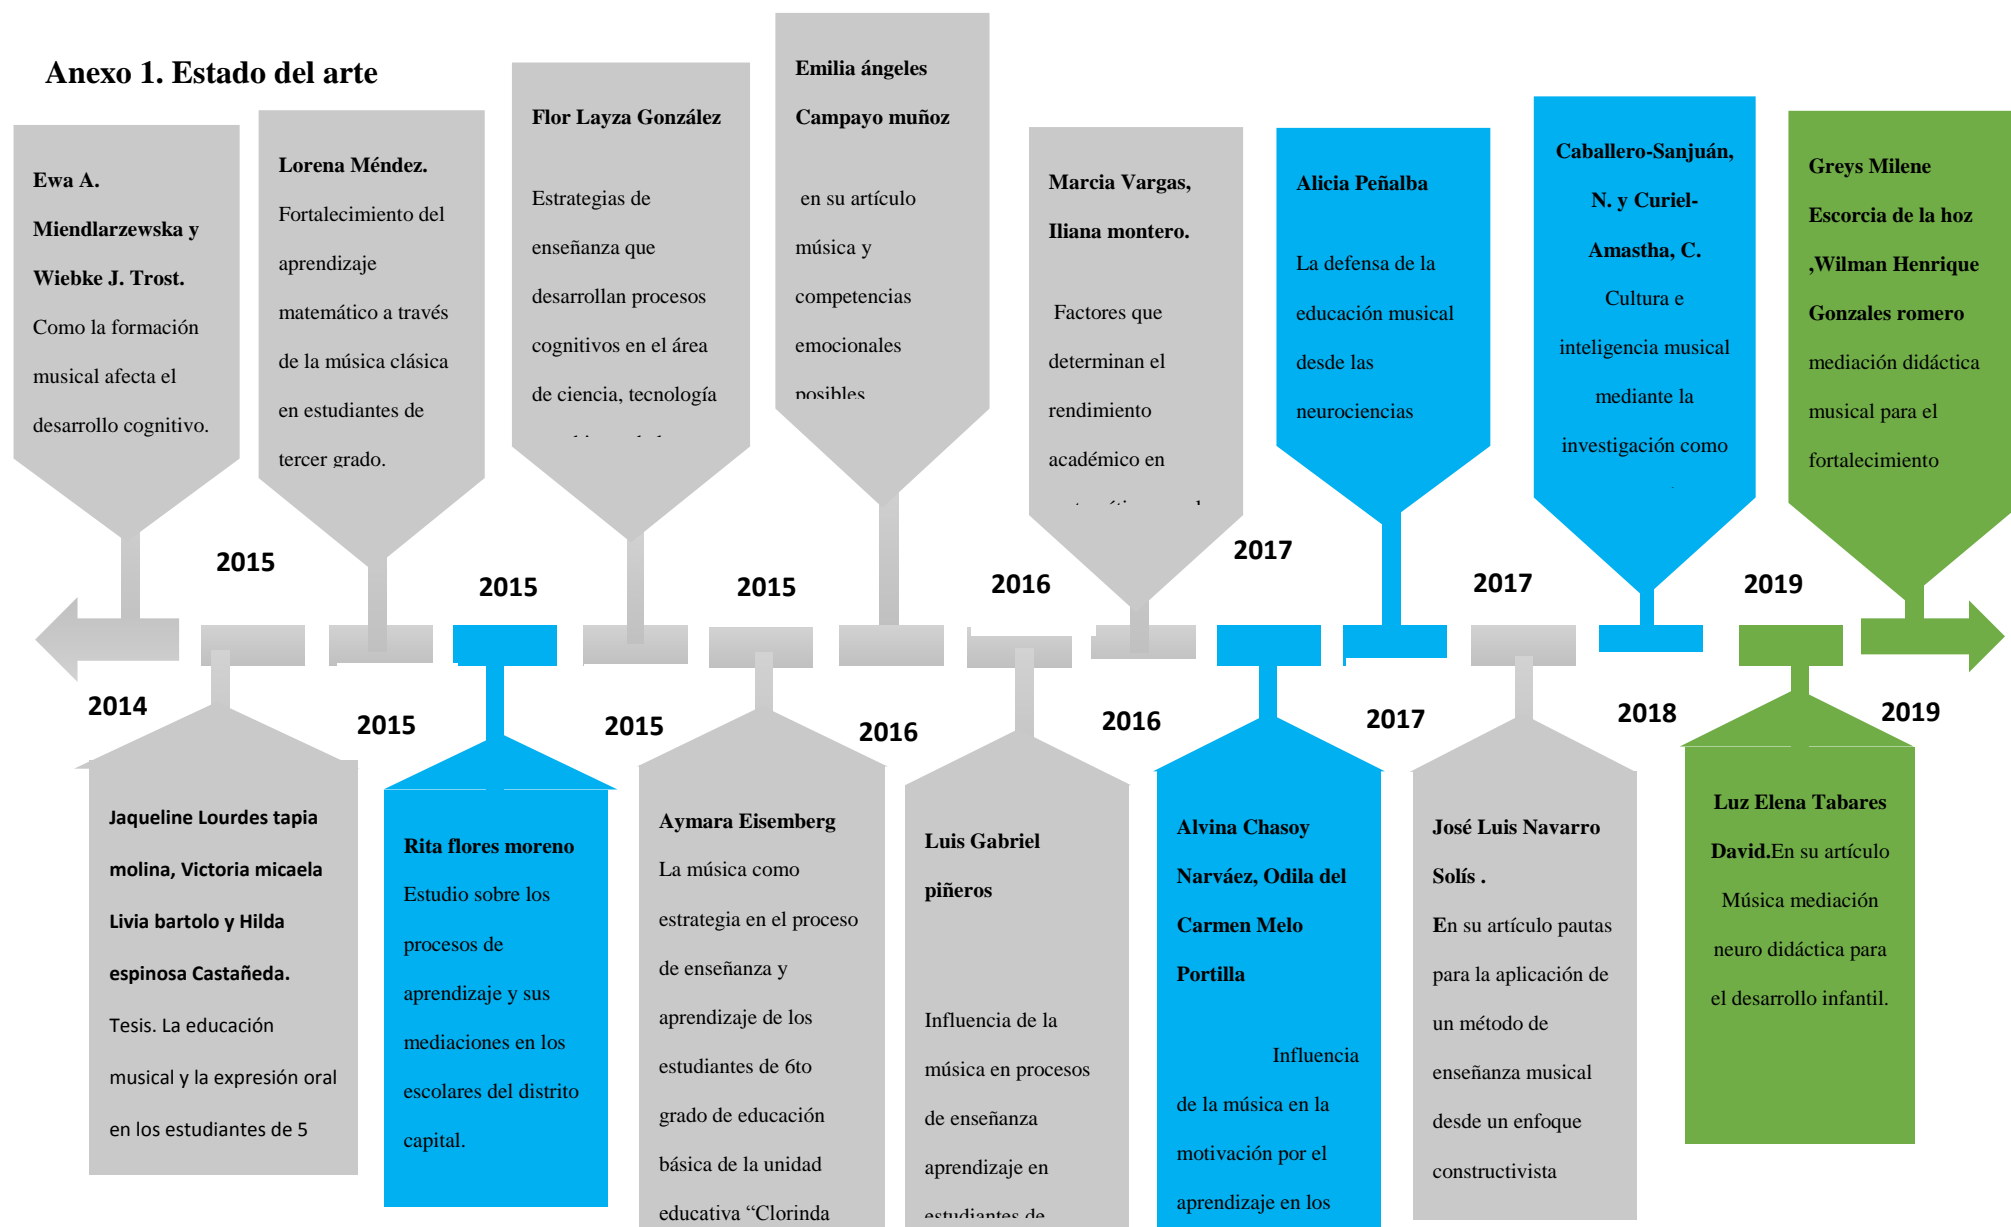 Anexo 1. Estado del arte
Ewa A.
Miendlarzewska y
Wiebke J. Trost.
Como la formación
musical afecta el
desarrollo cognitivo.
Lorena Méndez.
Fortalecimiento del
aprendizaje
matemático a través
de la música clásica
en estudiantes de
tercer grado.
Flor Layza González
Estrategias de
enseñanza que
desarrollan procesos
cognitivos en el área
de ciencia, tecnología
Emilia ángeles
Campayo muñoz
en su artículo
música y
competencias
emocionales
posibles
Marcia Vargas,
Iliana montero.
Factores que
determinan el
rendimiento
académico en
Alicia Peñalba
La defensa de la
educación musical
desde las
neurociencias
Caballero-Sanjuán,
N. y Curiel-
Amastha, C.
Cultura e
inteligencia musical
mediante la
investigación como
Greys Milene
Escorcia de la hoz
,Wilman Henrique
Gonzales romero
mediación didáctica
musical para el
fortalecimiento
2015
2015
2015
2016
2017
2017
2019
2014
2015
2015
2016
2016
2017
2018
2019
Jaqueline Lourdes tapia
molina, Victoria micaela
Livia bartolo y Hilda
espinosa Castañeda.
Tesis. La educación
musical y la expresión oral
en los estudiantes de 5
Rita flores moreno
Estudio sobre los
procesos de
aprendizaje y sus
mediaciones en los
escolares del distrito
capital.
Aymara Eisemberg
La música como
estrategia en el proceso
de enseñanza y
aprendizaje de los
estudiantes de 6to
grado de educación
básica de la unidad
educativa “Clorinda
Luis Gabriel
piñeros
Influencia de la
música en procesos
de enseñanza
aprendizaje en
estudiantes de
Alvina Chasoy
Narváez, Odila del
Carmen Melo
Portilla
Influencia
de la música en la
motivación por el
aprendizaje en los
José Luis Navarro
Solís .
En su artículo pautas
para la aplicación de
un método de
enseñanza musical
desde un enfoque
constructivista
Luz Elena Tabares
David.En su artículo
Música mediación
neuro didáctica para
el desarrollo infantil.